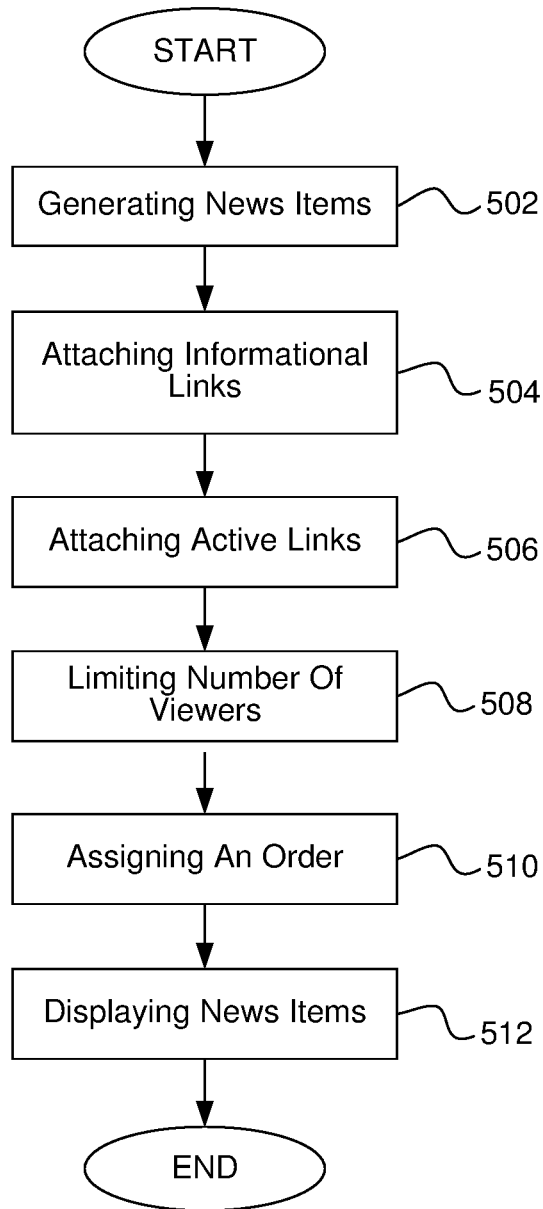 START
Generating News Items
502
Attaching Informational
Links
504
Attaching Active Links
506
Limiting Number Of
Viewers
508
Assigning An Order
510
Displaying News Items
512
END